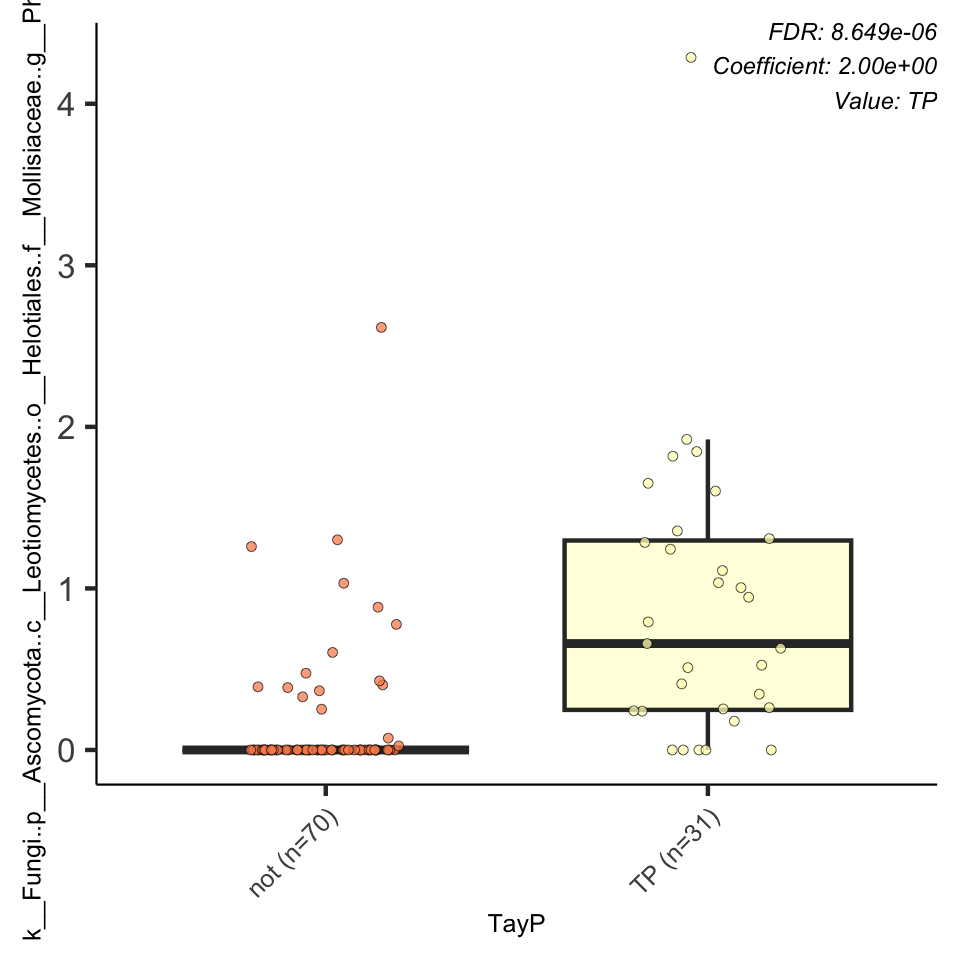 FDR: 8.649e-06
Coefficient: 2.00e+00
Value: TP
k__Fungi..p__Ascomycota..c__Leotiomycetes..o__Helotiales..f__Mollisiaceae..g__Ph
4
3
2
1
0
not (n=70)
TP (n=31)
TayP